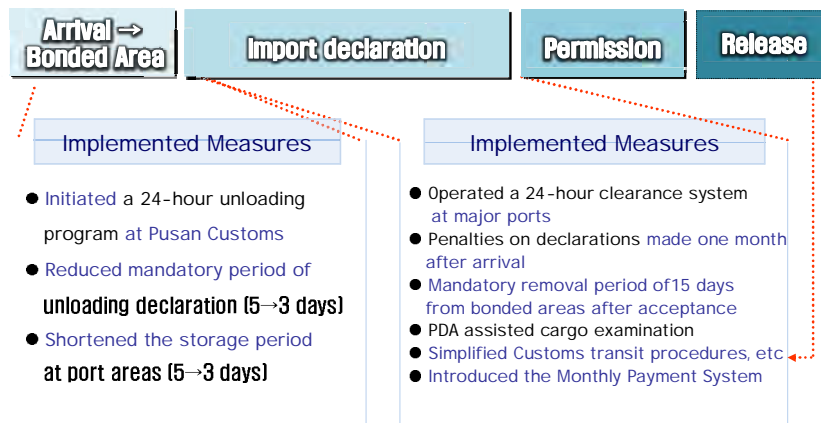 Arrival →
Bonded Area
Import declaration
Permission
Release
Implemented Measures
● Initiated a 24-hour unloading
program at Pusan Customs
● Reduced mandatory period of
unloading declaration (5→3 days)
● Shortened the storage period
at port areas (5→3 days)
Implemented Measures
● Operated a 24-hour clearance system
at major ports
● Penalties on declarations made one month
after arrival
● Mandatory removal period of15 days
from bonded areas after acceptance
● PDA assisted cargo examination
● Simplified Customs transit procedures, etc
● Introduced the Monthly Payment System